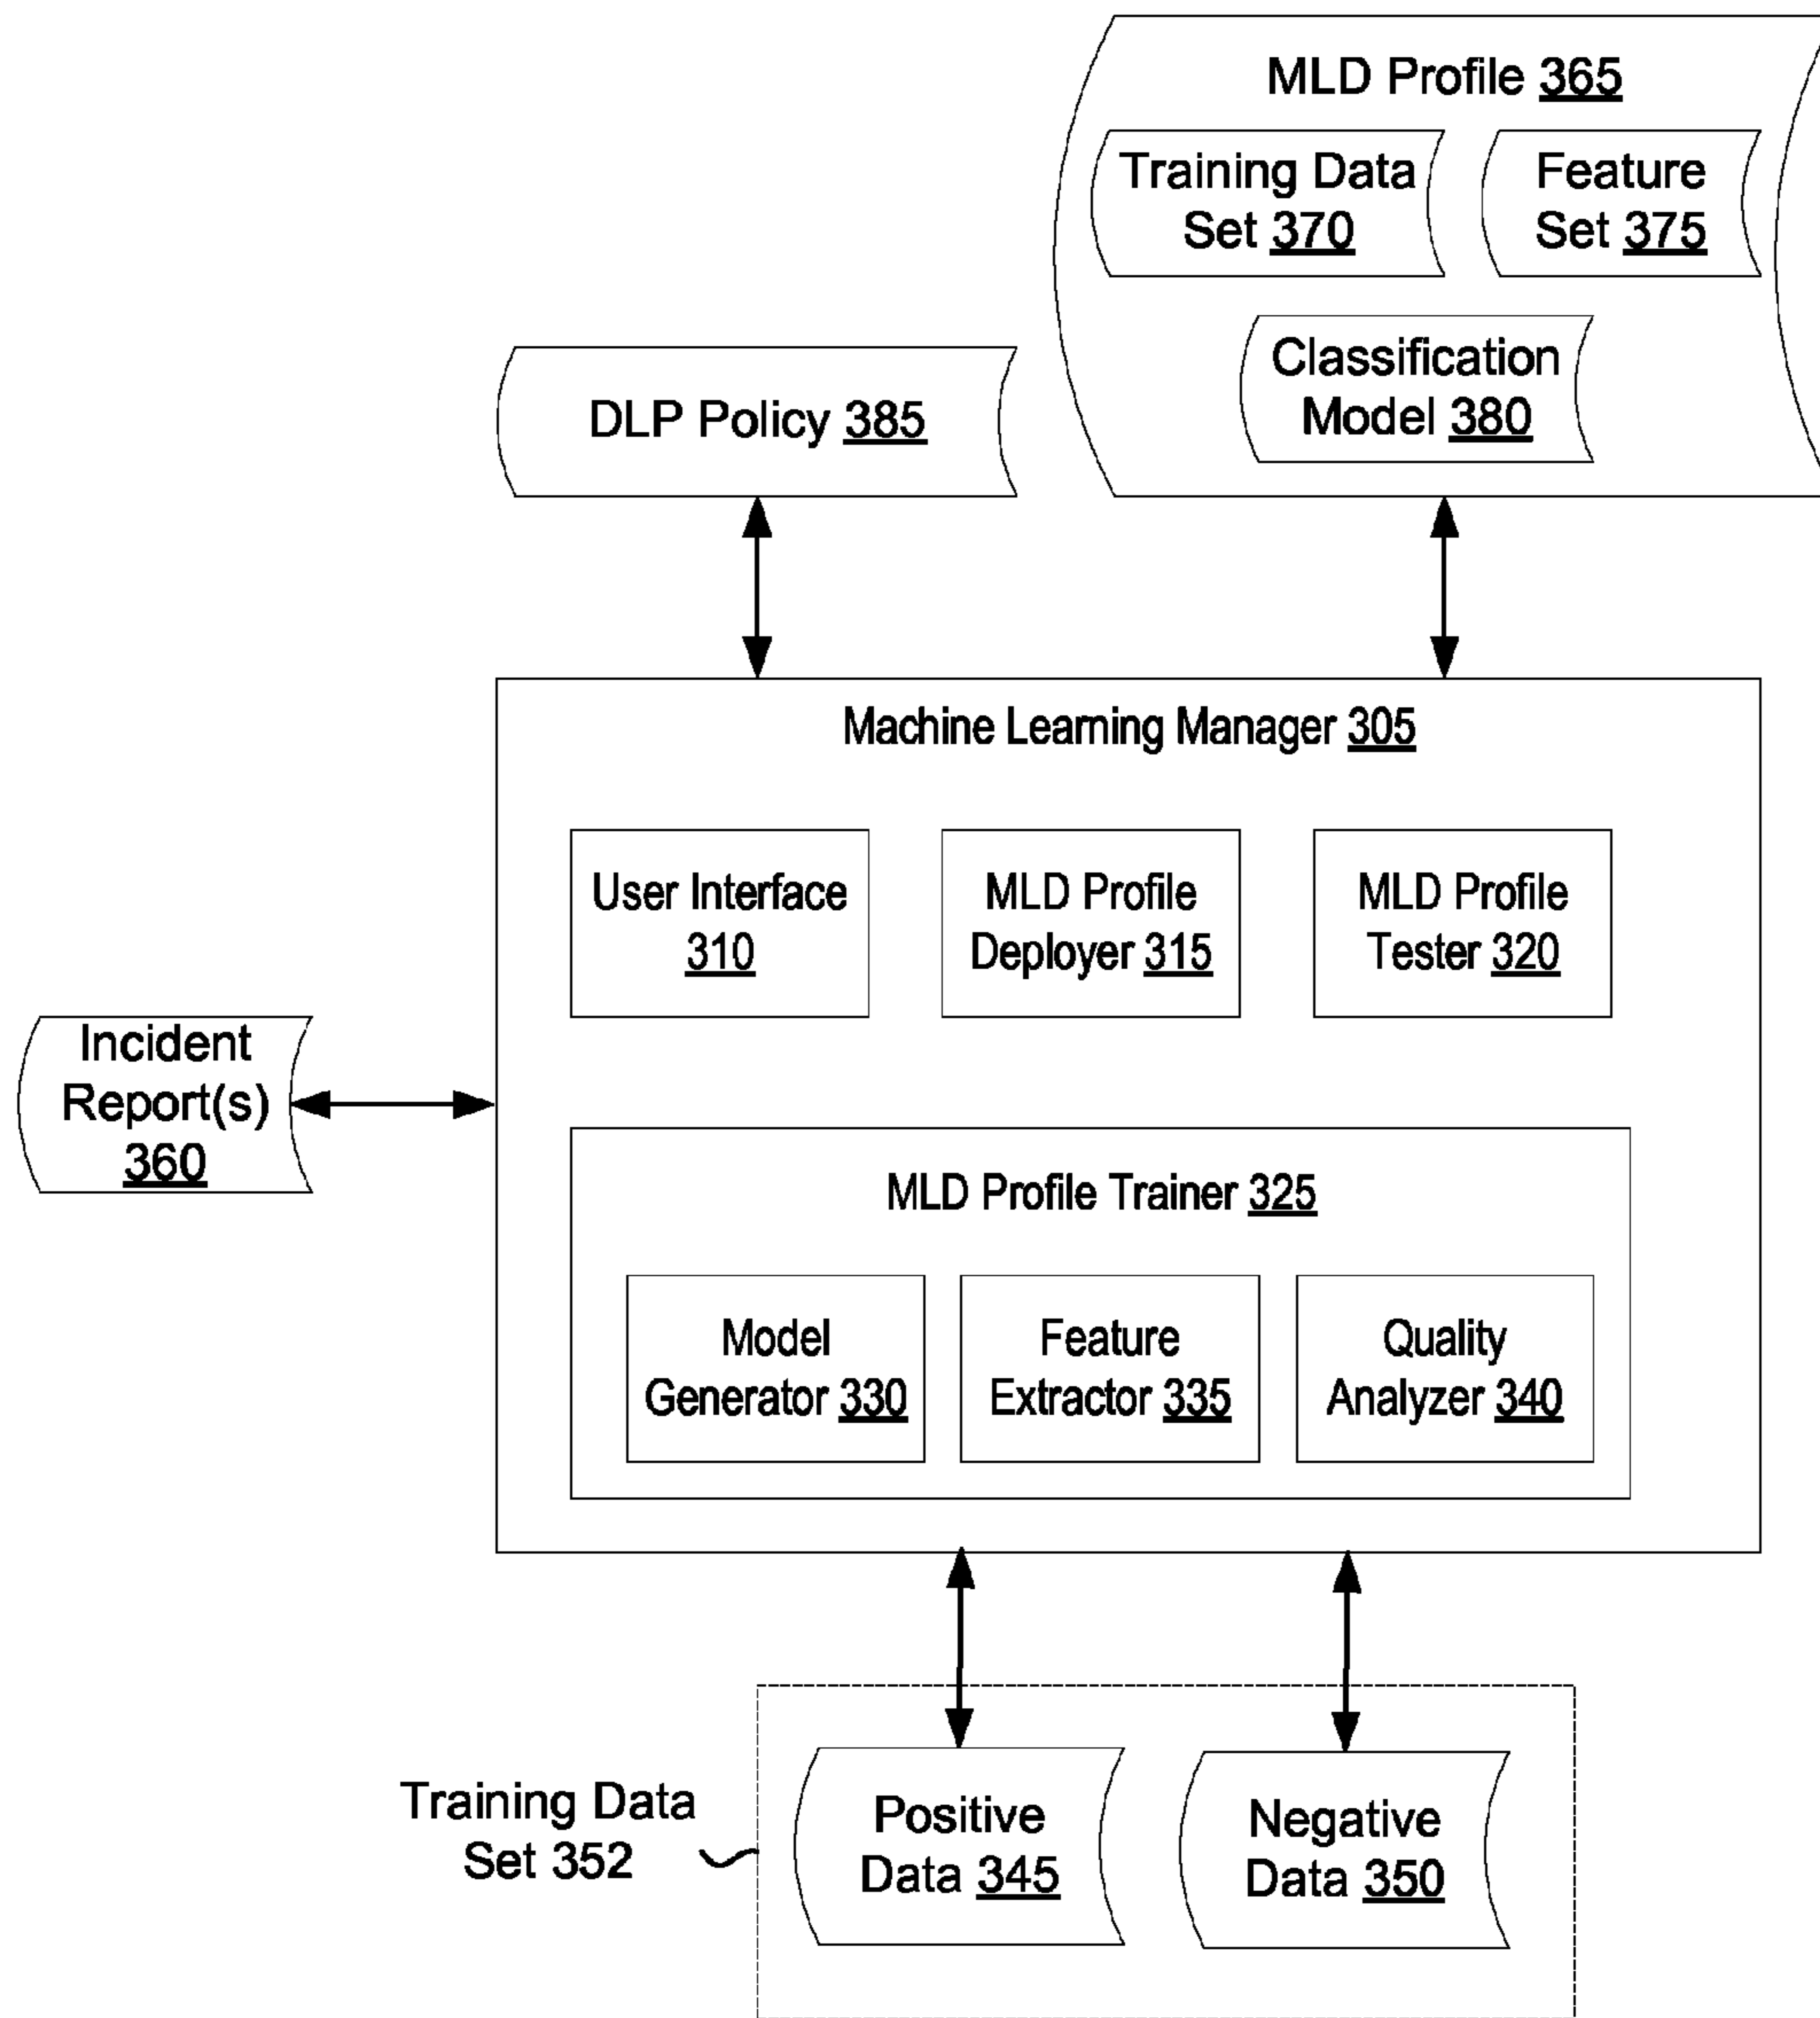 MLD Profile 365
Training Data
Set 370
Feature
Set 375
Classification
Model 380
DLP Policy 385
Machine Learning Manager 305
User Interface
310
MLD Profile
Deployer 315
MLD Profile
Tester 320
Incident
Report(s)
360
MLD Profile Trainer 325
Model
Generator 330
Feature
Extractor 335
Quality
Analyzer 340
Training Data
Set 352
Positive
Data 345
Negative
Data 350